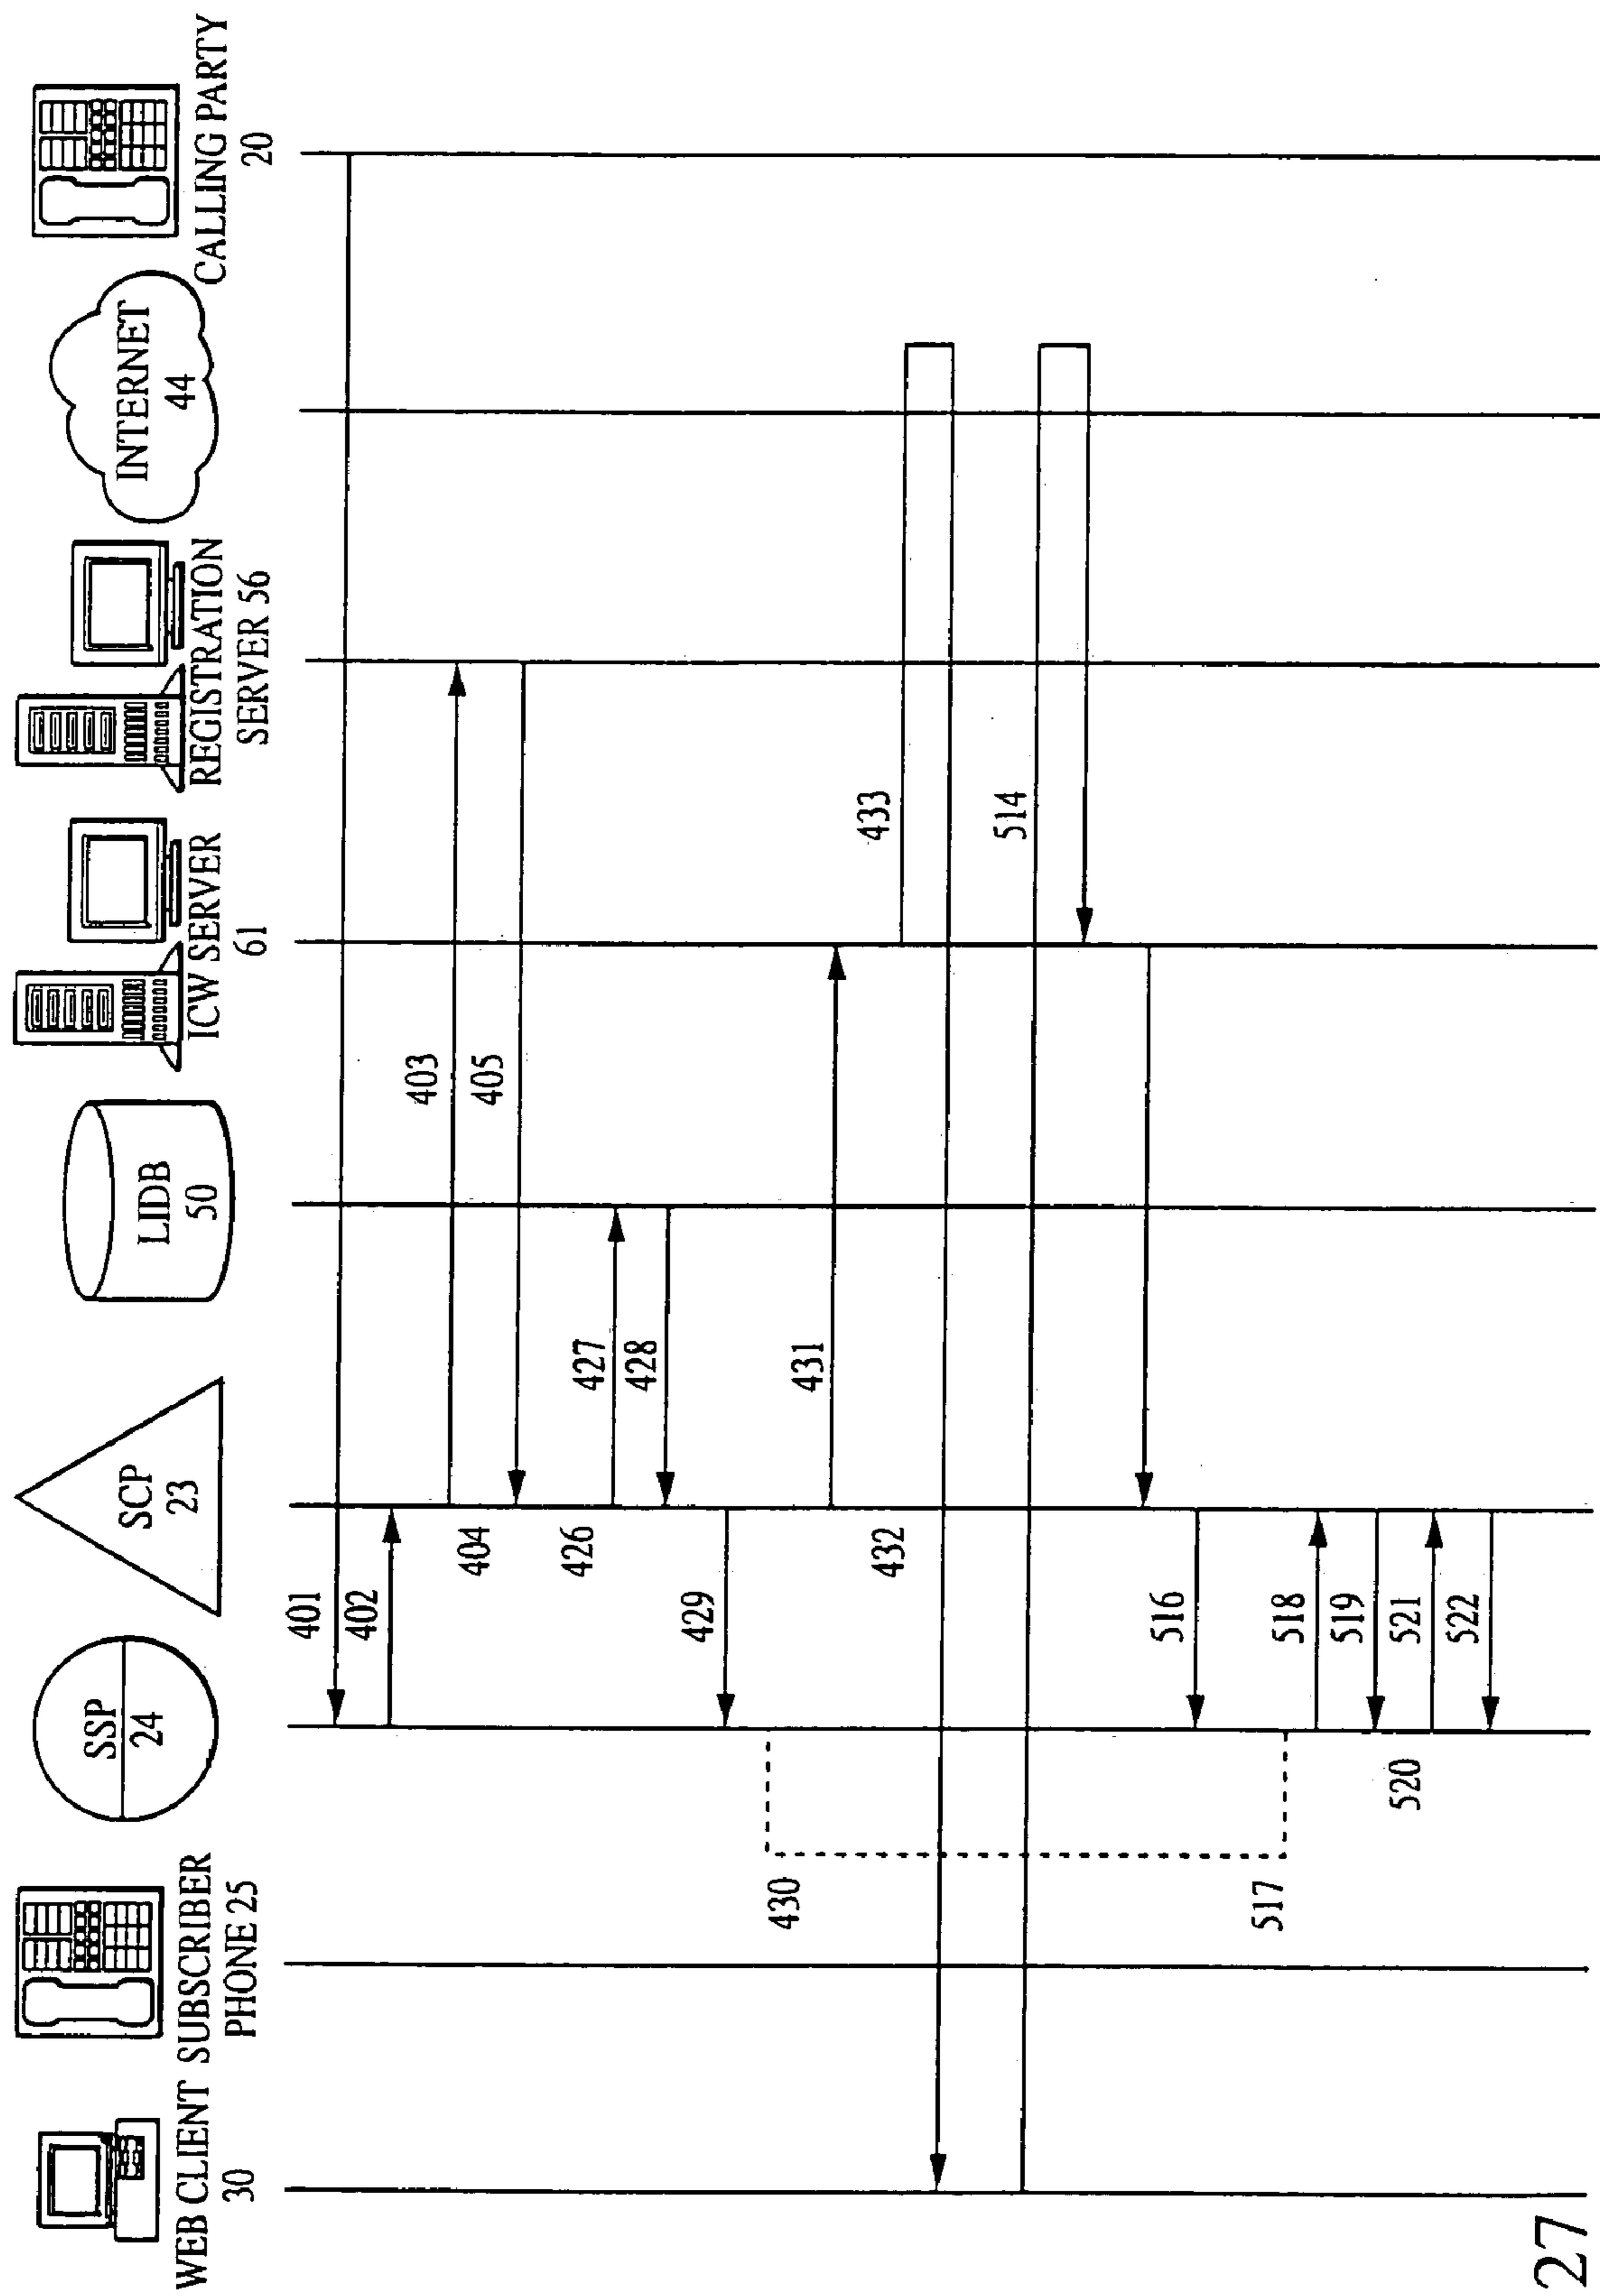 WEB CLIENT
30
SUBSCRIBER
PHONE 25
SSP
24
SCP
23
LIDB
50
ICW SERVER
61
REGISTRATION
SERVER 56
INTERNET
44
CALLING PARTY
20
401
402
403
404
405
426
427
428
429
430
431
432
433
514
516
517
518
519
520
521
522
27